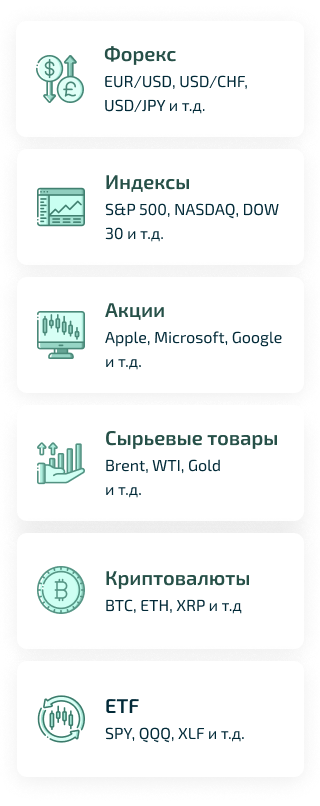 Форекс
EUR/USD, USD/CHF,
USD/JPY и т.д.
Индексы
S&P 500, NASDAQ, DOW
30 и т.д.
Акции
Apple, Microsoft, Google
и т.д.
Сырьевые товары
Brent, WTI, Gold
и т.д.
Криптовалюты
BTC, ETH, XRP и т.д
ETF
SPY, QQQ, XLF и т.д.